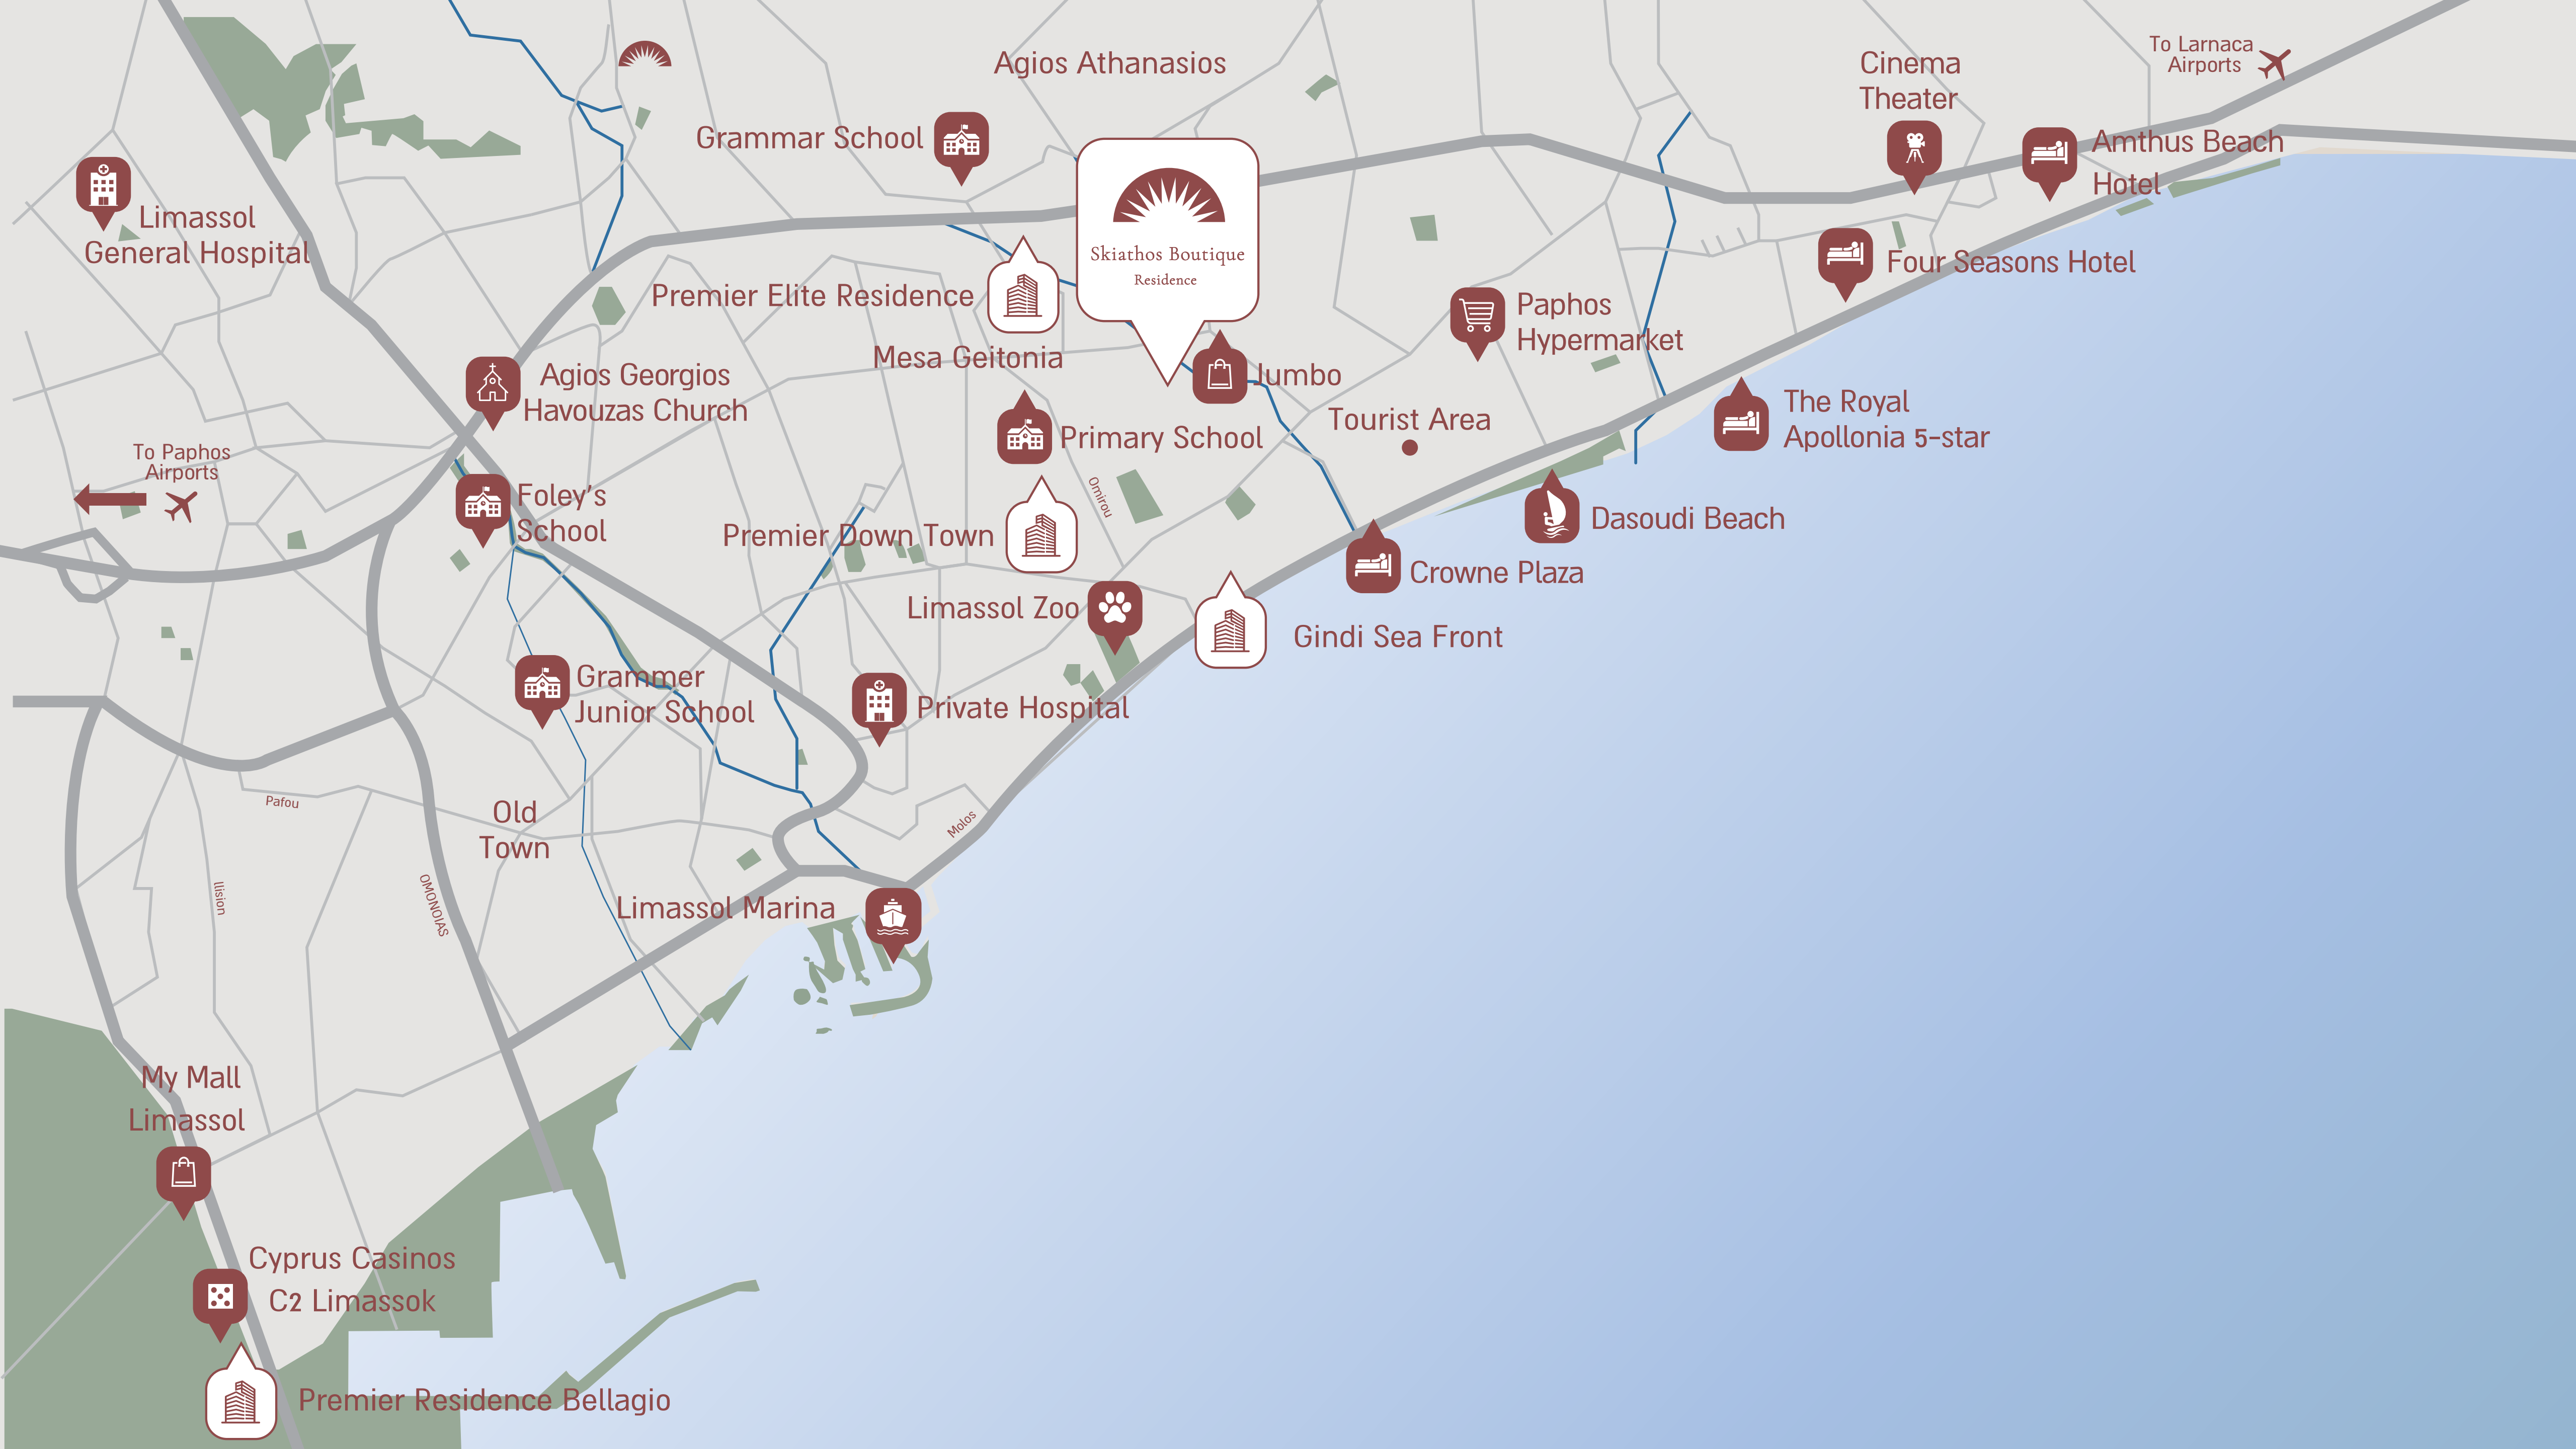 Agios Athanasios
Cinema
Theater
To Larnaca
Airports
Grammar School
Amthus Beach
Hotel
Limassol
General Hospital
Skiathos Boutique
Residence
Four Seasons Hotel
Premier Elite Residence
Paphos
Hypermarket
Mesa Geitonia
Agios Georgios
Havouzas Church
Jumbo
The Royal
Apollonia 5-star
Tourist Area
Primary School
To Paphos
Airports
Foley's
School
Omirou
Dasoudi Beach
Premier Down Town
Crowne Plaza
Limassol Zoo
Gindi Sea Front
Grammer
Junior School
Private Hospital
Pafou
Old
Town
Molos
Ilision
OMONOIAS
Limassol Marina
My Mall
Limassol
Cyprus Casinos
C2 Limassok
Premier Residence Bellagio